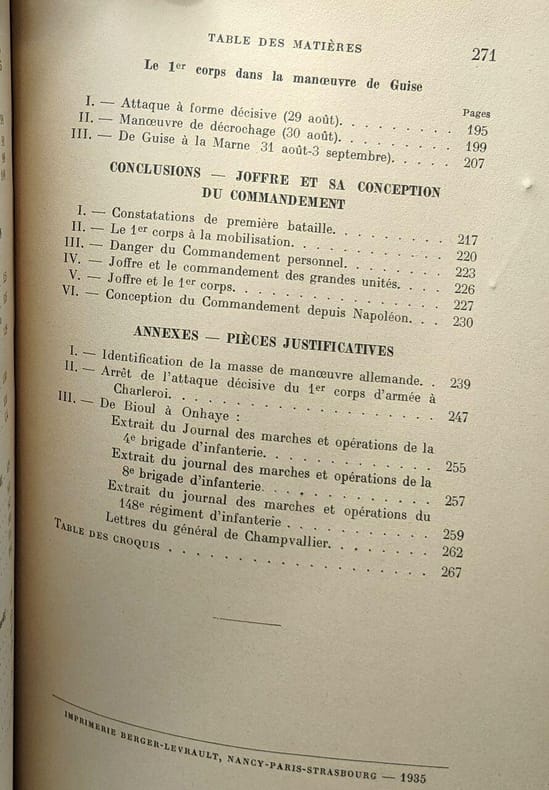 TABLE DES MATIÈRES 271
Le 1er corps dans la manœuvre de Guise
Pages
I. — Attaque à forme décisive (29 août). . . . . . . . . 195
II. — Manœuvre de décrochage (30 août). . . . . . . . . 199
III. — De Guise à la Marne 31 août-3 septembre). . . . . 207
CONCLUSIONS — JOFFRE ET SA CONCEPTION
DU COMMANDEMENT
I. — Constatations de première bataille. . . . . . . . . 217
II. — Le 1er corps à la mobilisation. . . . . . . . . . . 220
III. — Danger du Commandement personnel. . . . . . . . 223
IV. — Joffre et le commandement des grandes unités. . . 226
V. — Joffre et le 1er corps. . . . . . . . . . . . . . . 227
VI. — Conception du Commandement depuis Napoléon. . . 230
ANNEXES — PIÈCES JUSTIFICATIVES
I. — Identification de la masse de manœuvre allemande. . 239
II. — Arrêt de l'attaque décisive du 1er corps d'armée à
Charleroi. . . . . . . . . . . . . . . . . . 247
III. — De Bioul à Onhaye :
Extrait du Journal des marches et opérations de la
4e brigade d'infanterie. . . . . . . . . . . . . 255
Extrait du journal des marches et opérations de la
8e brigade d'infanterie. . . . . . . . . . . . . 257
Extrait du journal des marches et opérations du
148e régiment d'infanterie . . . . . . . . . . . 259
Lettres du général de Champvallier. . . . . . . . 262
TABLE DES CROQUIS . . . . . . . . . . . . . . . . . . 267
IMPRIMERIE BERGER-LEVRAULT, NANCY-PARIS-STRASBOURG — 1935